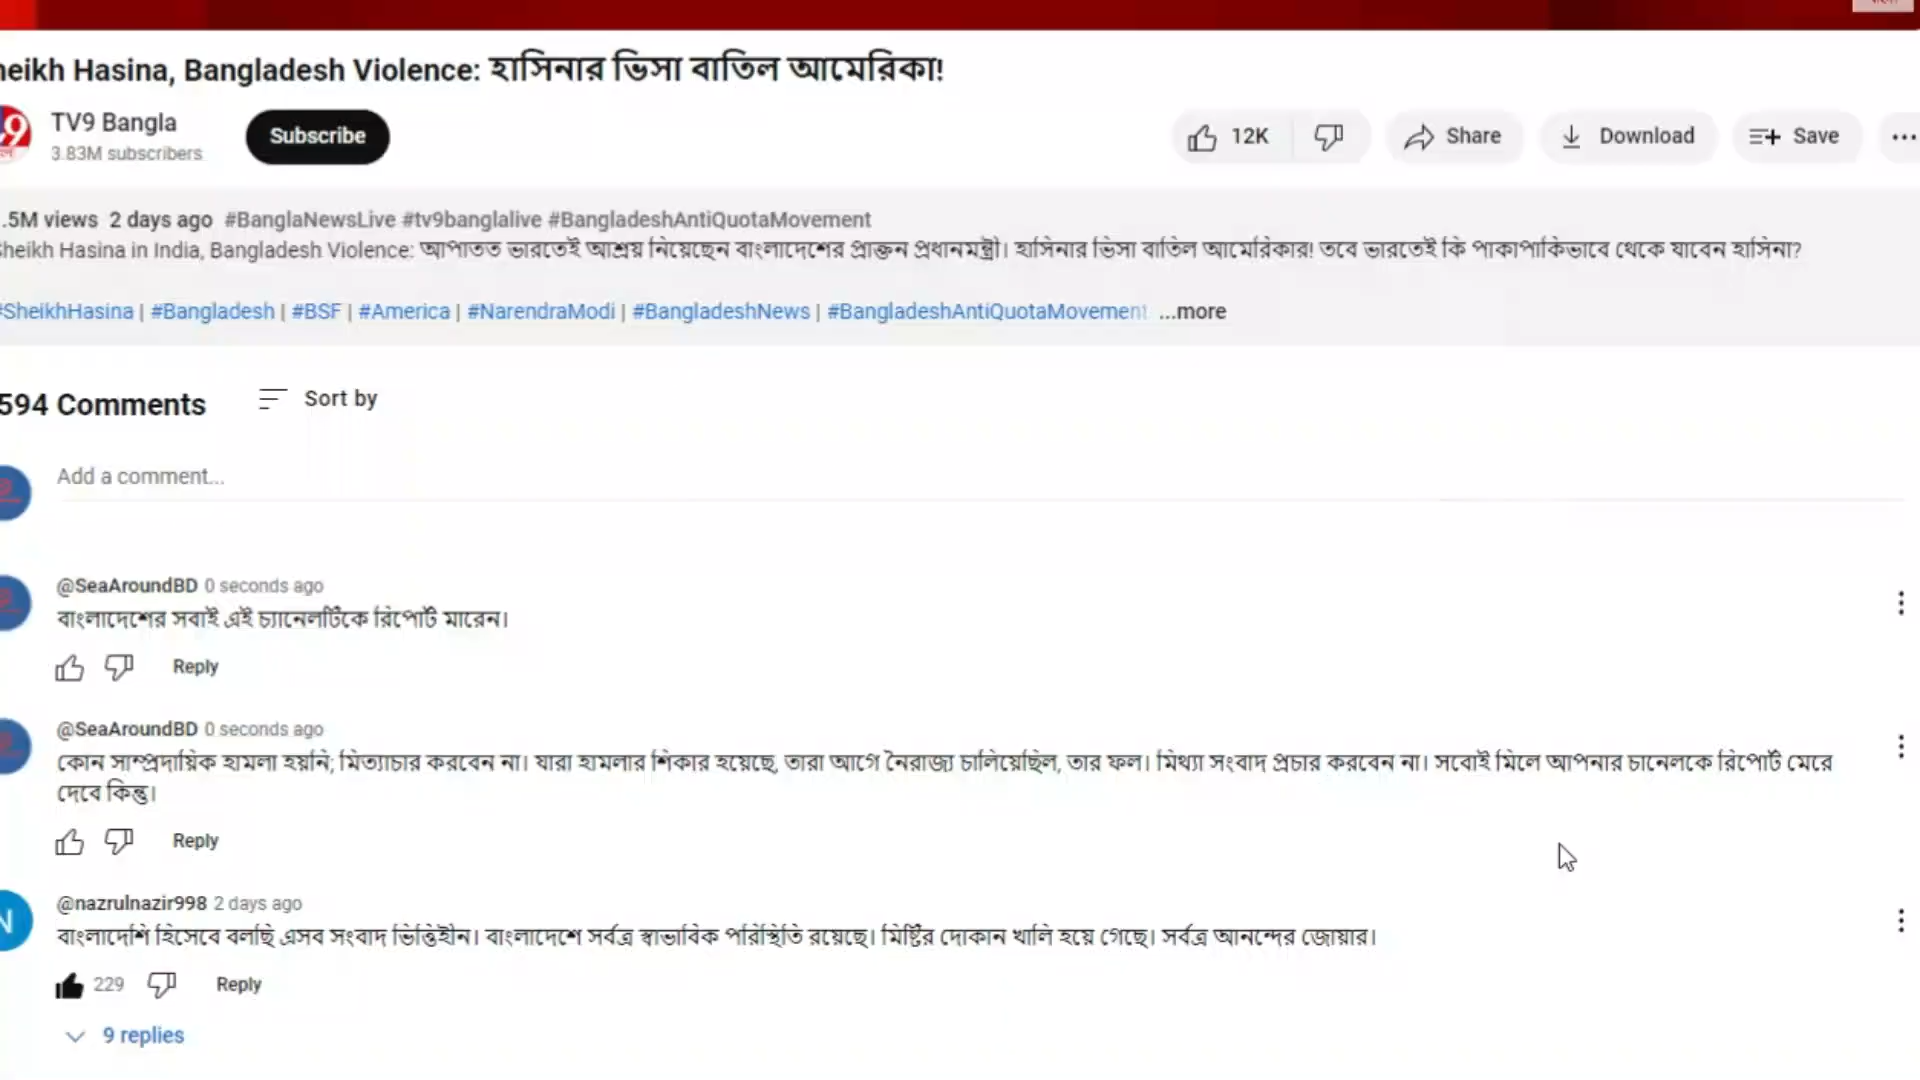 heikh Hasina, Bangladesh Violence: হাসিনার ভিসা বাতিল আমেরিকা!
TV9 Bangla
3.83M subscribers
Subscribe
12K
Share
Download
Save
.5M views 2 days ago #BanglaNewsLive #tv9banglalive #BangladeshAntiQuotaMovement
Sheikh Hasina in India, Bangladesh Violence: আপাতত ভারতেই আশ্রয় নিয়েছেন বাংলাদেশের প্রাক্তন প্রধানমন্ত্রী। হাসিনার ভিসা বাতিল আমেরিকার! তবে ভারতেই কি পাকাপাকিভাবে থেকে যাবেন হাসিনা?
#SheikhHasina | #Bangladesh | #BSF | #America | #NarendraModi | #BangladeshNews | #BangladeshAntiQuotaMovement ...more
594 Comments
Sort by
Add a comment...
@SeaAroundBD 0 seconds ago
বাংলাদেশের সবাই এই চ্যানেলটিকে রিপোর্ট মারেন।
Reply
@SeaAroundBD 0 seconds ago
কোন সাম্প্রদায়িক হামলা হয়নি; মিত্যাচার করবেন না। যারা হামলার শিকার হয়েছে, তারা আগে নৈরাজ্য চালিয়েছিল, তার ফল। মিথ্যা সংবাদ প্রচার করবেন না। সবোই মিলে আপনার চানেলকে রিপোর্ট মেরে
দেবে কিন্তু।
Reply
@nazrulnazir998 2 days ago
বাংলাদেশি হিসেবে বলছি এসব সংবাদ ভিত্তিহীন। বাংলাদেশে সর্বত্র স্বাভাবিক পরিস্থিতি রয়েছে। মিষ্টির দোকান খালি হয়ে গেছে। সর্বত্র আনন্দের জোয়ার।
229
Reply
9 replies